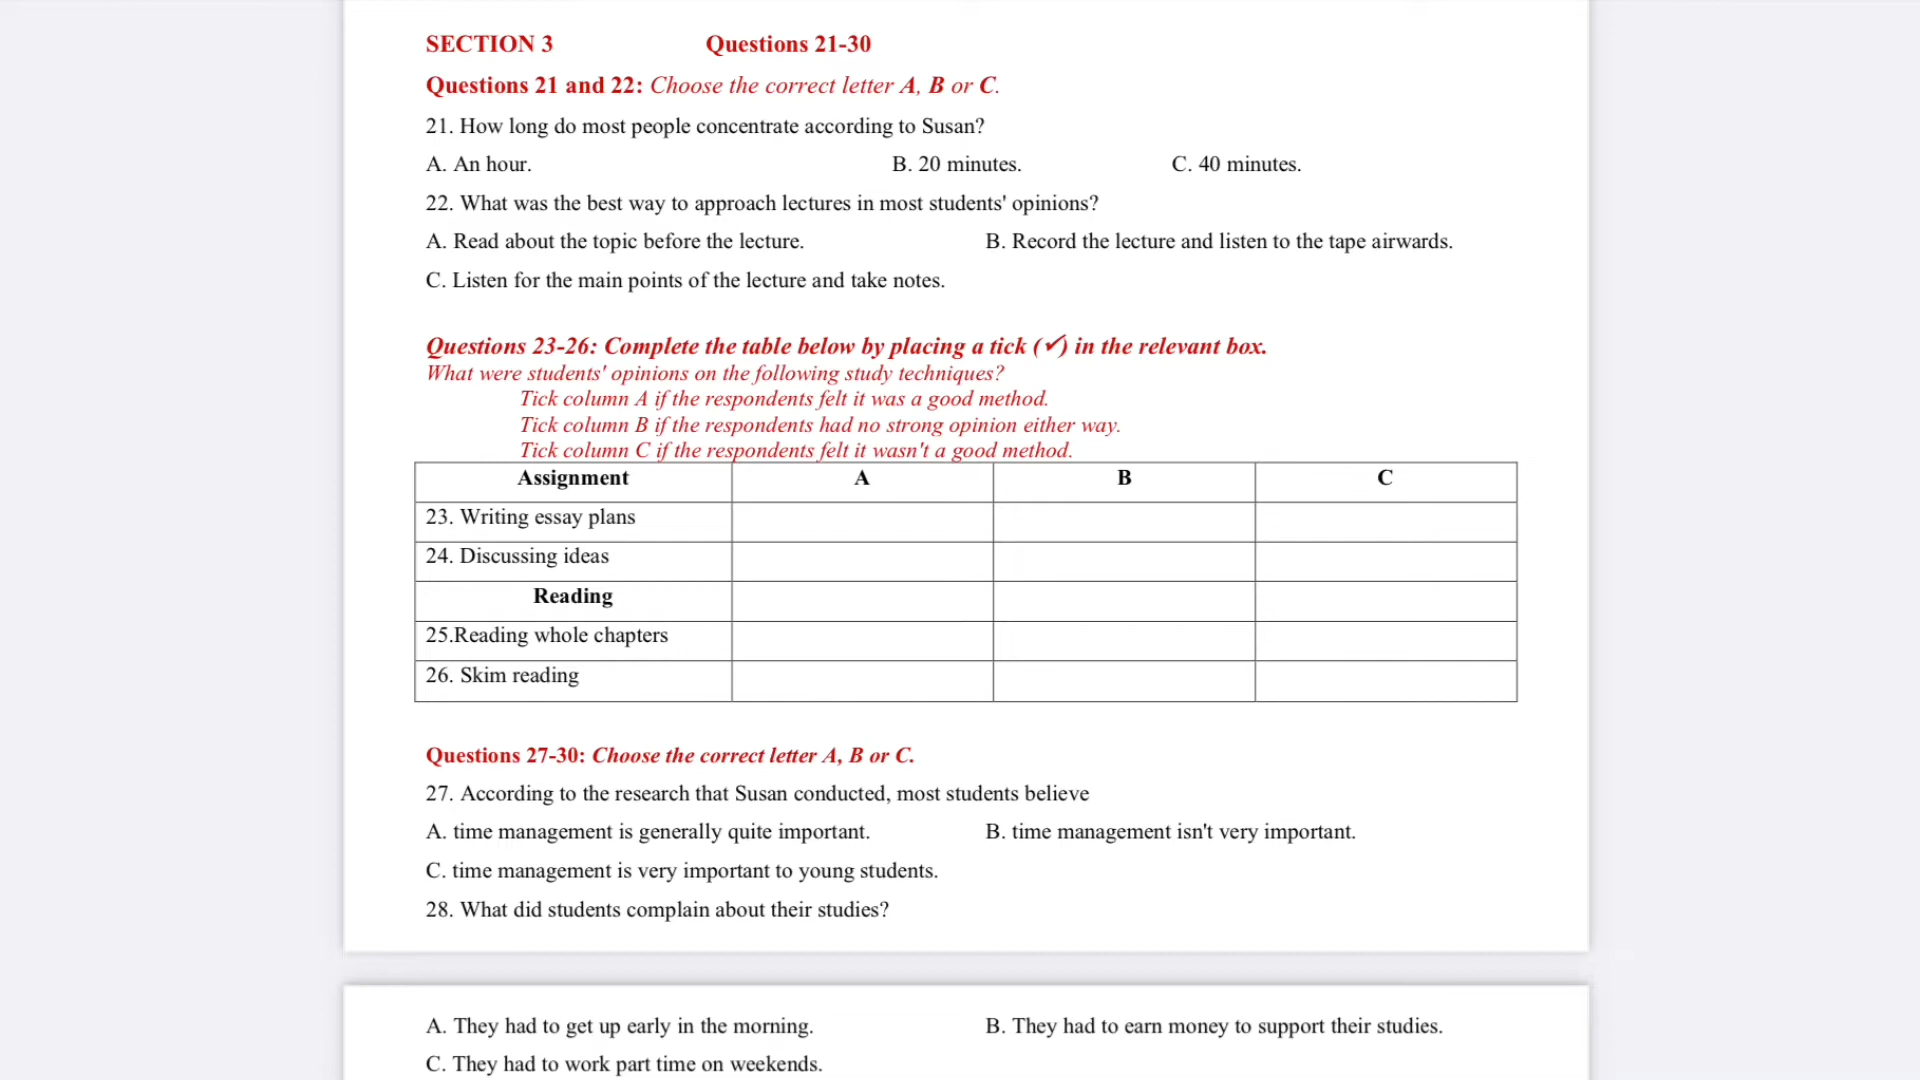 SECTION 3 Questions 21-30
Questions 21 and 22: Choose the correct letter A, B or C.
21. How long do most people concentrate according to Susan?
A. An hour. B. 20 minutes. C. 40 minutes.
22. What was the best way to approach lectures in most students' opinions?
A. Read about the topic before the lecture. B. Record the lecture and listen to the tape airwards.
C. Listen for the main points of the lecture and take notes.
Questions 23-26: Complete the table below by placing a tick (✓) in the relevant box.
What were students' opinions on the following study techniques?
Tick column A if the respondents felt it was a good method.
Tick column B if the respondents had no strong opinion either way.
Tick column C if the respondents felt it wasn't a good method.
Assignment A B C
23. Writing essay plans
24. Discussing ideas
Reading
25.Reading whole chapters
26. Skim reading
Questions 27-30: Choose the correct letter A, B or C.
27. According to the research that Susan conducted, most students believe
A. time management is generally quite important. B. time management isn't very important.
C. time management is very important to young students.
28. What did students complain about their studies?
A. They had to get up early in the morning. B. They had to earn money to support their studies.
C. They had to work part time on weekends.